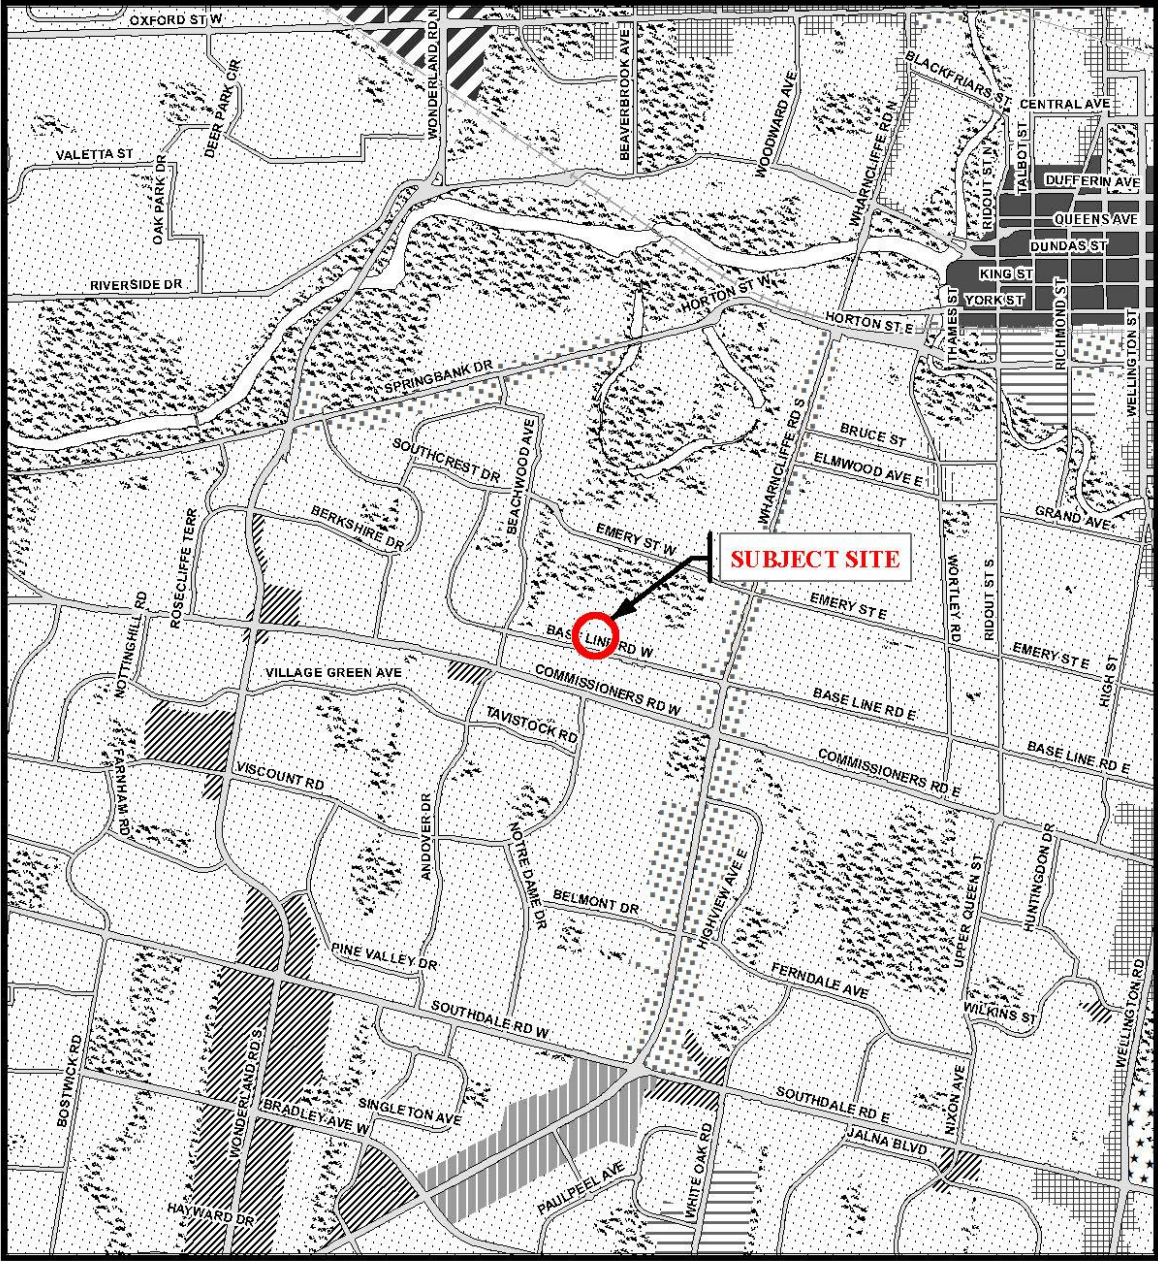 OXFORD ST W
WONDERLAND RD N
BEAVERBROOK AVE
DEER PARK CIR
WOODWARD AVE
BLACKFRIARS ST
CENTRAL AVE
VALETTA ST
OAK PARK DR
WHARNCLIFFE RD N
RIDOUT ST N
TALBOT ST
DUFFERIN AVE
QUEENS AVE
DUNDAS ST
KING ST
YORK ST
RIVERSIDE DR
HORTON ST W
HORTON ST E
THAMES ST
RICHMOND ST
WELLINGTON ST
SPRINGBANK DR
SOUTHCREST DR
BEACHWOOD AVE
WHARNCLIFFE RD S
BRUCE ST
ELMWOOD AVE E
GRAND AVE
BERKSHIRE DR
ROSECLIFFE TERR
EMERY ST W
SUBJECT SITE
WORTLEY RD
RIDOUT ST S
EMERY ST E
EMERY ST E
NOTTINGHILL RD
BASE LINE RD W
VILLAGE GREEN AVE
COMMISSIONERS RD W
HIGH ST
BASE LINE RD E
BASE LINE RD E
TAVISTOCK RD
COMMISSIONERS RD E
FARNHAM RD
VISCOUNT RD
ANDOVER DR
NOTRE DAME DR
HIGHVIEW AVE E
UPPER QUEEN ST
HUNTINGDON DR
BELMONT DR
PINE VALLEY DR
FERNDALE AVE
WILKINS ST
WELLINGTON RD
SOUTHDALE RD W
BOSTWICK RD
WONDERLAND RD S
BRADLEY AVE W
SINGLETON AVE
SOUTHDALE RD E
NIXON AVE
JALNA BLVD
WHITE OAK RD
PAULPEEL AVE
HAYWARD DR